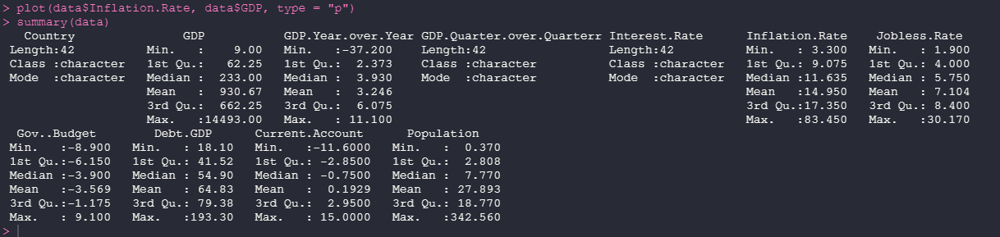 > plot(data$Inflation.Rate, data$GDP, type = "p")
> summary(data)
   Country               GDP            GDP.Year.over.Year GDP.Quarter.over.Quarterr Interest.Rate      Inflation.Rate    Jobless.Rate
 Length:42          Min.   :    9.00   Min.   :-37.200   Length:42                 Length:42          Min.   : 3.300   Min.   : 1.900
 Class :character   1st Qu.:   62.25   1st Qu.:  2.373   Class :character          Class :character   1st Qu.: 9.075   1st Qu.: 4.000
 Mode  :character   Median :  233.00   Median :  3.930   Mode  :character          Mode  :character   Median :11.635   Median : 5.750
                    Mean   :  930.67   Mean   :  3.246                                                Mean   :14.950   Mean   : 7.104
                    3rd Qu.:  662.25   3rd Qu.:  6.075                                                3rd Qu.:17.350   3rd Qu.: 8.400
                    Max.   :14493.00   Max.   : 11.100                                                Max.   :83.450   Max.   :30.170
  Gov..Budget        Debt.GDP      Current.Account      Population
 Min.   :-8.900   Min.   : 18.10   Min.   :-11.6000   Min.   :  0.370
 1st Qu.:-6.150   1st Qu.: 41.52   1st Qu.: -2.8500   1st Qu.:  2.808
 Median :-3.900   Median : 54.90   Median : -0.7500   Median :  7.770
 Mean   :-3.569   Mean   : 64.83   Mean   :  0.1929   Mean   : 27.893
 3rd Qu.:-1.175   3rd Qu.: 79.38   3rd Qu.:  2.9500   3rd Qu.: 18.770
 Max.   : 9.100   Max.   :193.30   Max.   : 15.0000   Max.   :342.560
>